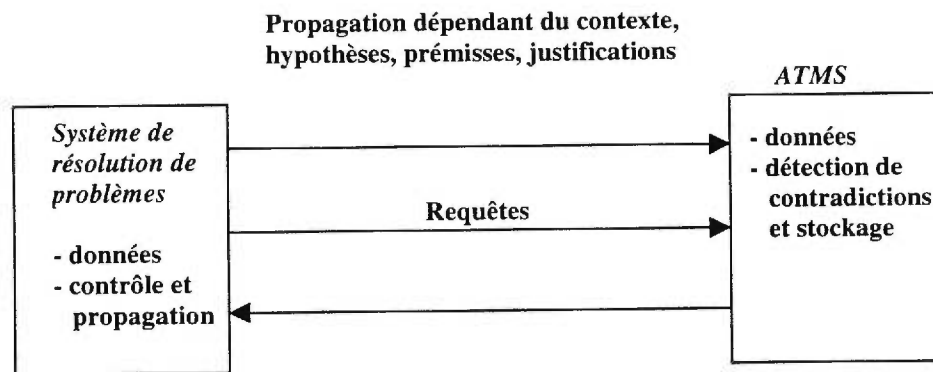 Propagation dépendant du contexte,
hypothèses, prémisses, justifications
ATMS
Système de
résolution de
problèmes
- données
- contrôle et
propagation
Requêtes
- données
- détection de
contradictions
et stockage